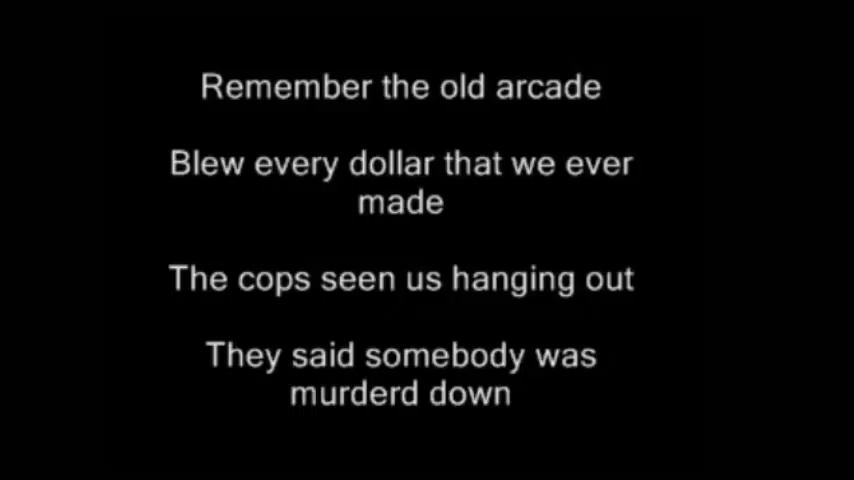 Remember the old arcade
Blew every dollar that we ever
made
The cops seen us hanging out
They said somebody was
murderd down